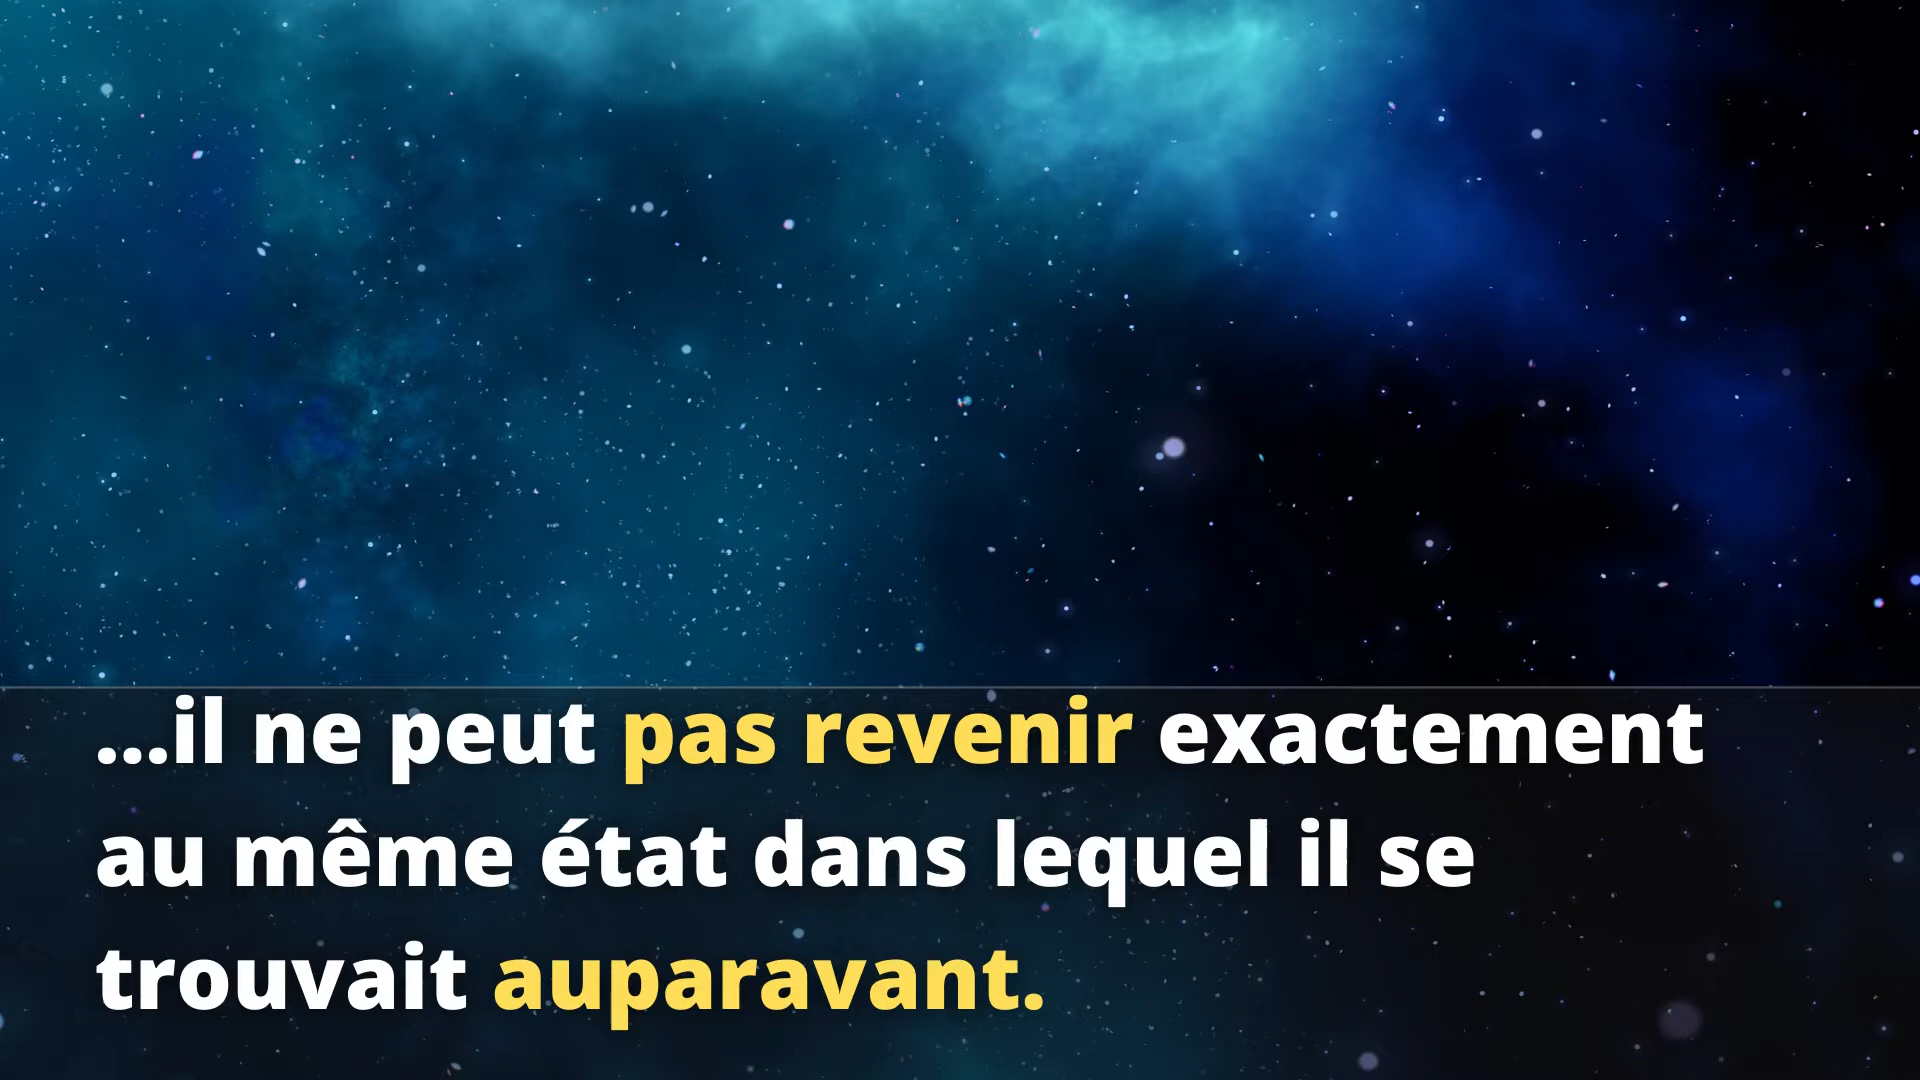 ...il ne peut pas revenir exactement
au même état dans lequel il se
trouvait auparavant.